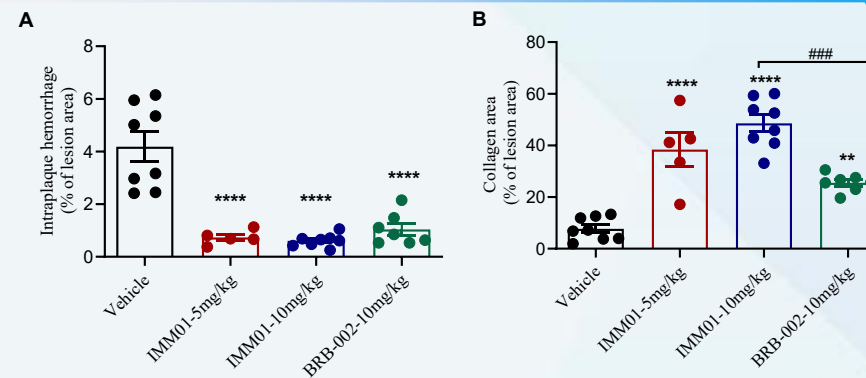 A
Intraplaque hemorrhage
(% of lesion area)
8
6
4
2
0
****
****
****
Vehicle
IMM01-5mg/kg
IMM01-10mg/kg
BRB-002-10mg/kg
B
Collagen area
(% of lesion area)
80
60
40
20
0
###
****
****
**
Vehicle
IMM01-5mg/kg
IMM01-10mg/kg
BRB-002-10mg/kg